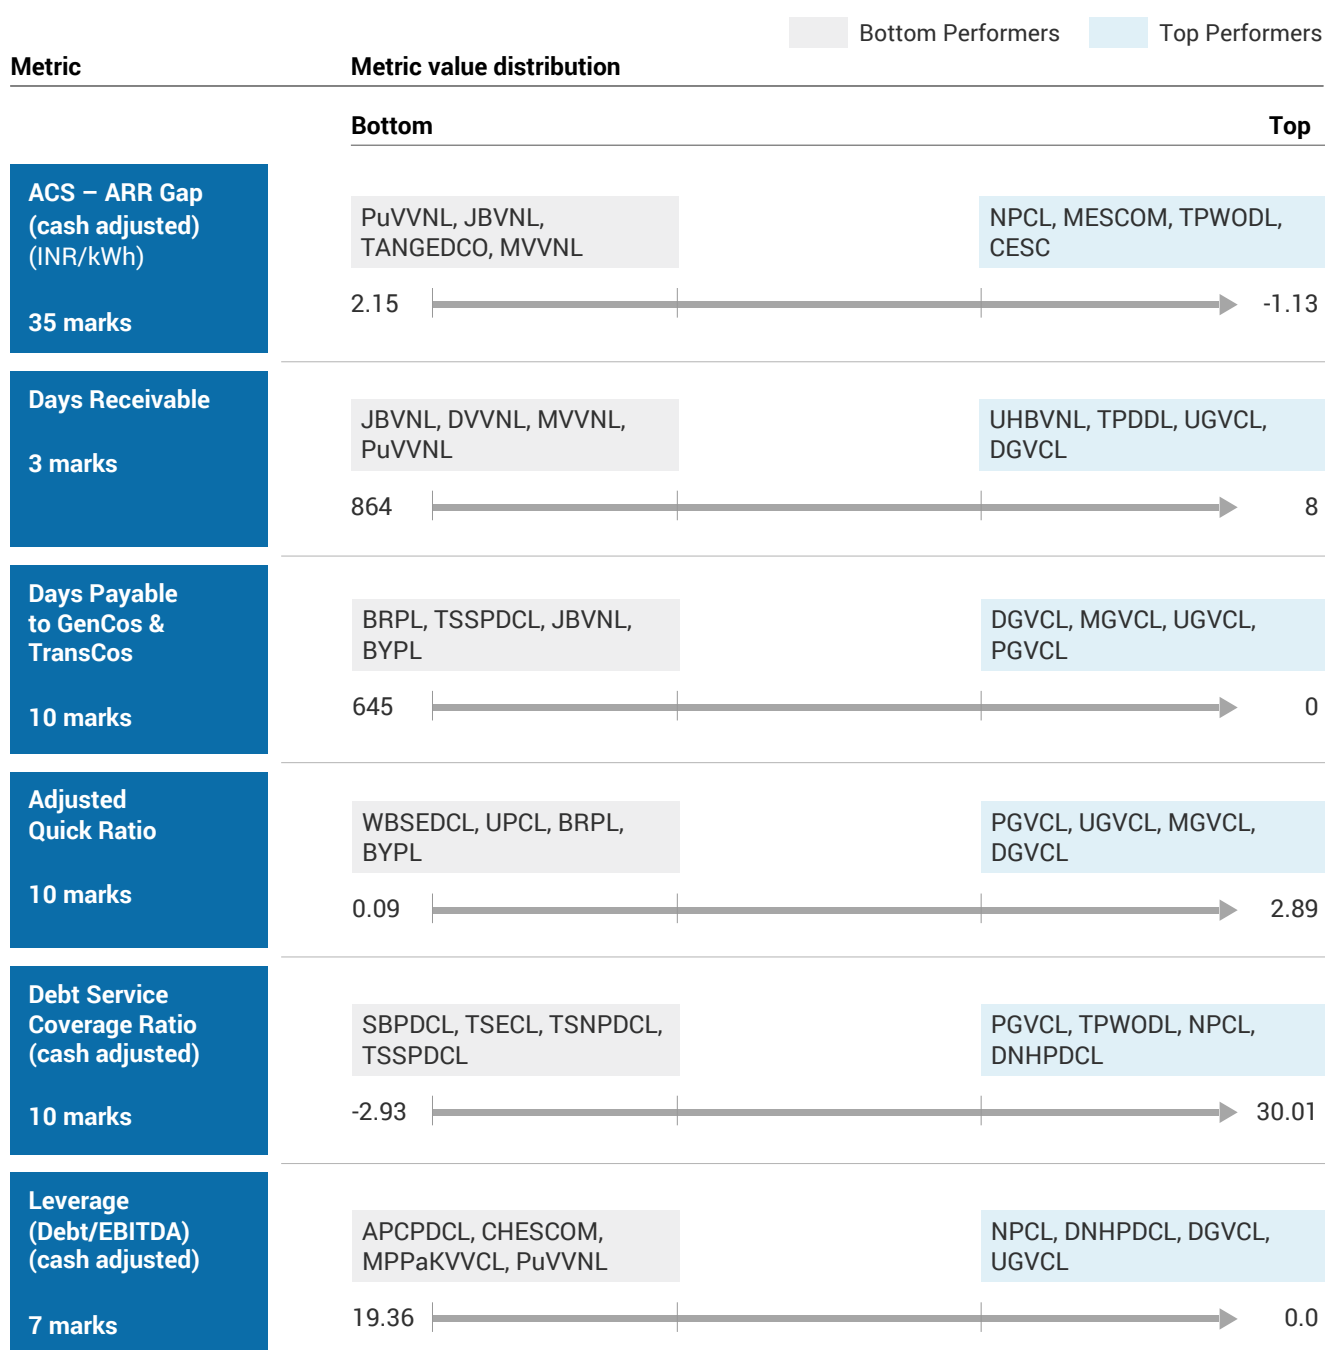 Bottom Performers Top Performers
Metric Metric value distribution
Bottom Top
ACS – ARR Gap
(cash adjusted)
(INR/kWh)
35 marks
PuVVNL, JBVNL,
TANGEDCO, MVVNL
NPCL, MESCOM, TPWODL,
CESC
2.15 -1.13
Days Receivable
3 marks
JBVNL, DVVNL, MVVNL,
PuVVNL
UHBVNL, TPDDL, UGVCL,
DGVCL
864 8
Days Payable
to GenCos &
TransCos
10 marks
BRPL, TSSPDCL, JBVNL,
BYPL
DGVCL, MGVCL, UGVCL,
PGVCL
645 0
Adjusted
Quick Ratio
10 marks
WBSEDCL, UPCL, BRPL,
BYPL
PGVCL, UGVCL, MGVCL,
DGVCL
0.09 2.89
Debt Service
Coverage Ratio
(cash adjusted)
10 marks
SBPDCL, TSECL, TSNPDCL,
TSSPDCL
PGVCL, TPWODL, NPCL,
DNHPDCL
-2.93 30.01
Leverage
(Debt/EBITDA)
(cash adjusted)
7 marks
APCPDCL, CHESCOM,
MPPaKVVCL, PuVVNL
NPCL, DNHPDCL, DGVCL,
UGVCL
19.36 0.0